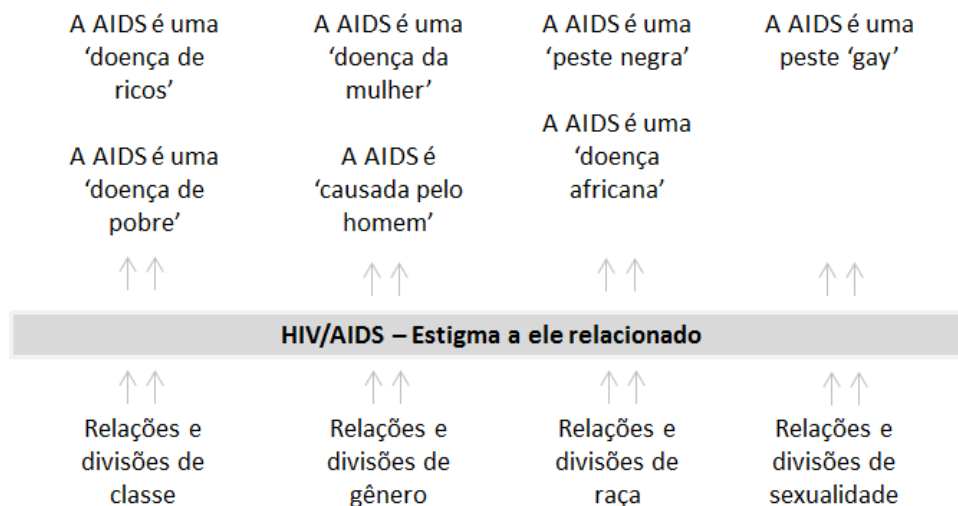 A AIDS é uma
'doença de
ricos'
A AIDS é uma
'doença da
mulher'
A AIDS é uma
'peste negra'
A AIDS é uma
peste 'gay'
A AIDS é uma
'doença de
pobre'
A AIDS é
'causada pelo
homem'
A AIDS é uma
'doença
africana'
HIV/AIDS – Estigma a ele relacionado
Relações e
divisões de
classe
Relações e
divisões de
gênero
Relações e
divisões de
raça
Relações e
divisões de
sexualidade